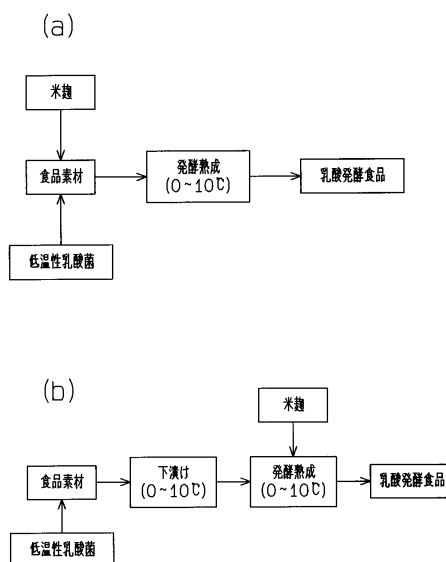 (a)
米麹
食品素材
発酵熟成
(0~10℃)
乳酸発酵食品
低温性乳酸菌
(b)
米麹
食品素材
下漬け
(0~10℃)
発酵熟成
(0~10℃)
乳酸発酵食品
低温性乳酸菌